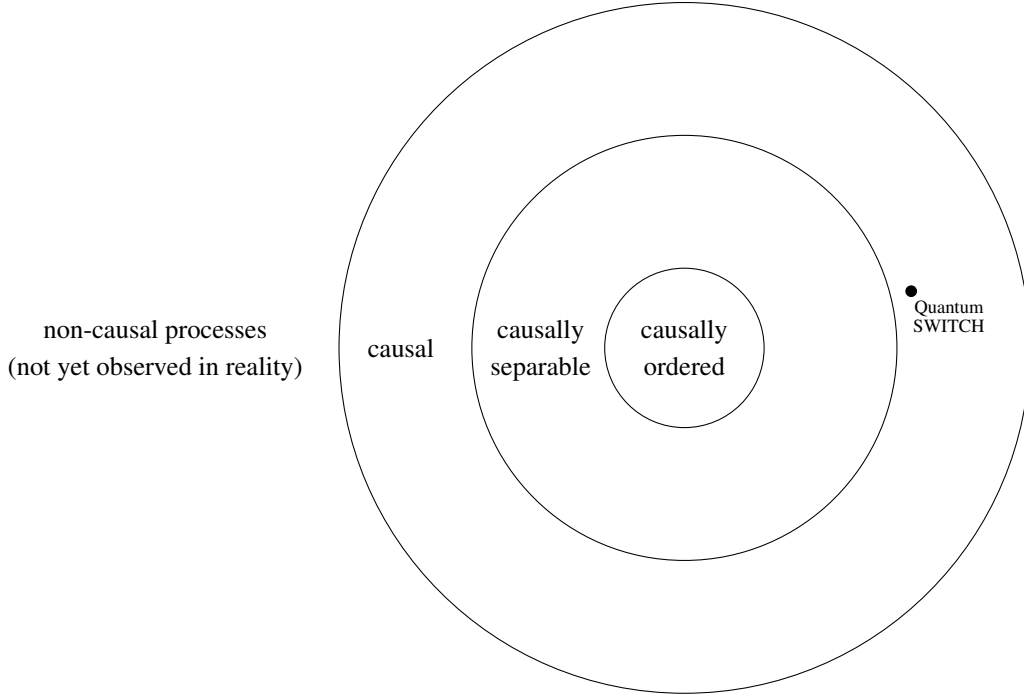 non-causal processes
(not yet observed in reality)
causal
causally
separable
causally
ordered
Quantum
SWITCH